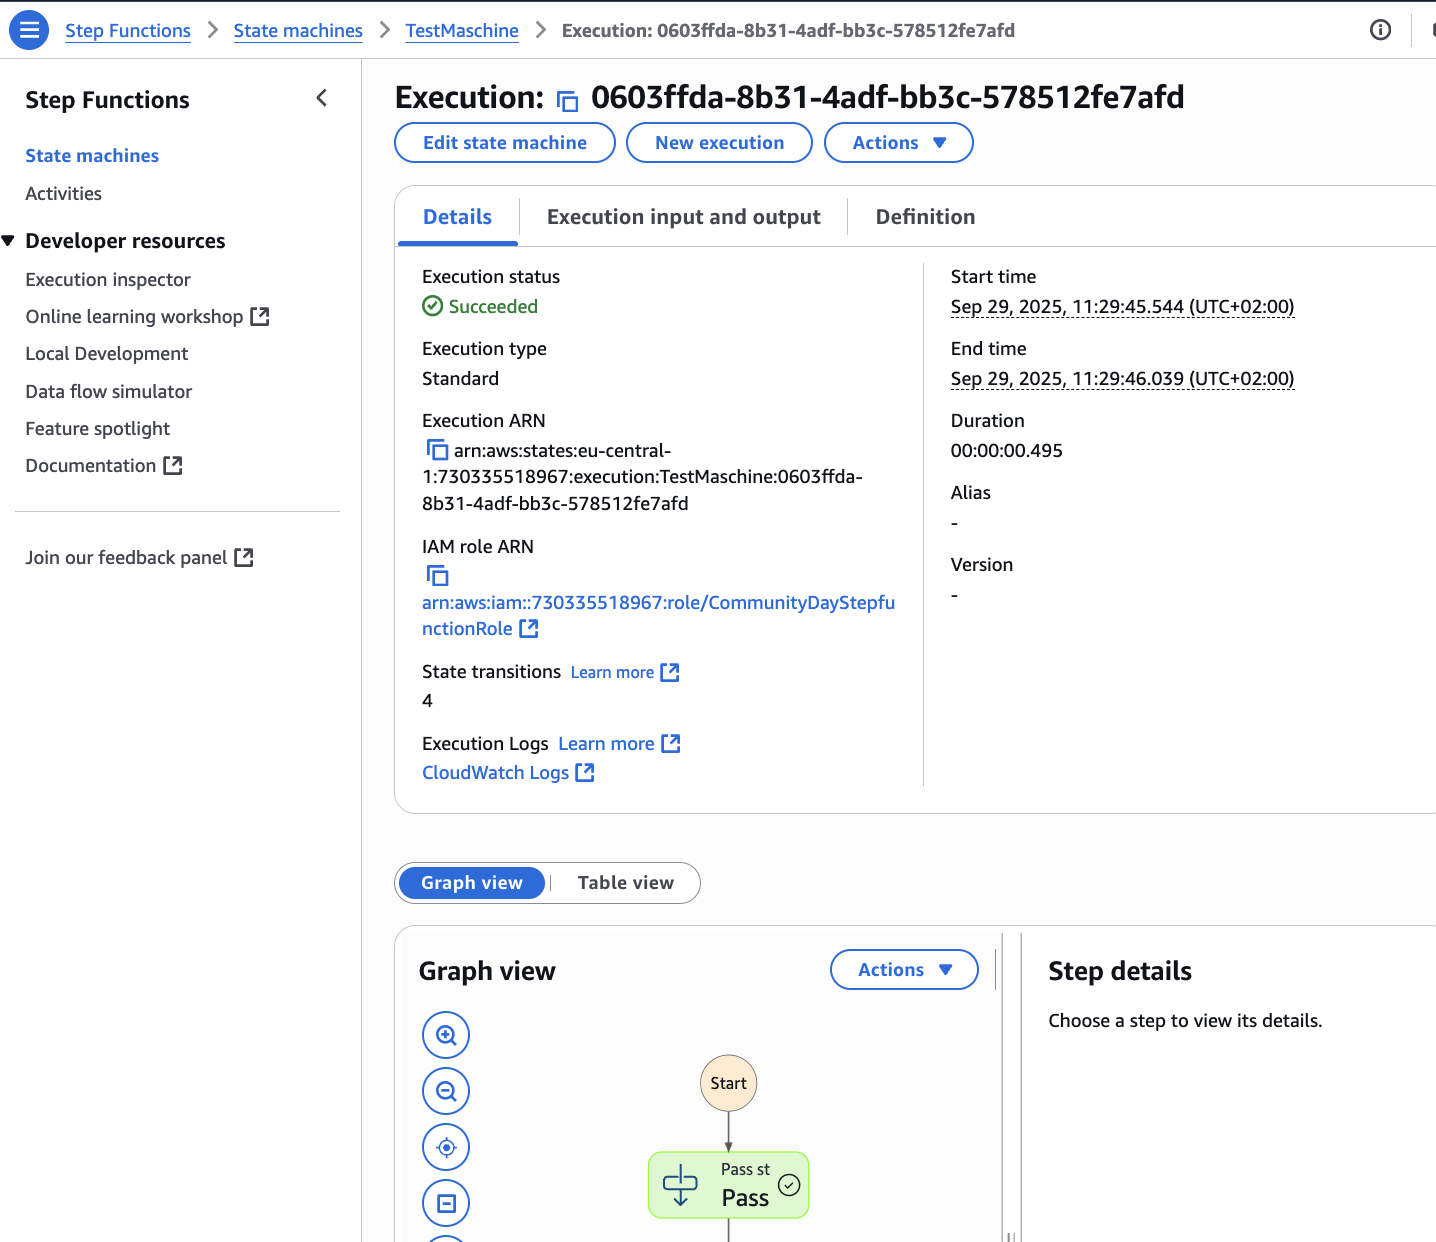 Step Functions
State machines
TestMaschine
Execution: 0603ffda-8b31-4adf-bb3c-578512fe7afd
Step Functions
State machines
Activities
Developer resources
Execution inspector
Online learning workshop
Local Development
Data flow simulator
Feature spotlight
Documentation
Join our feedback panel
Execution: 0603ffda-8b31-4adf-bb3c-578512fe7afd
Edit state machine
New execution
Actions
Details
Execution input and output
Definition
Execution status
Succeeded
Execution type
Standard
Execution ARN
arn:aws:states:eu-central-
1:730335518967:execution:TestMaschine:0603ffda-
8b31-4adf-bb3c-578512fe7afd
IAM role ARN
arn:aws:iam::730335518967:role/CommunityDayStepfu
nctionRole
State transitions Learn more
4
Execution Logs Learn more
CloudWatch Logs
Start time
Sep 29, 2025, 11:29:45.544 (UTC+02:00)
End time
Sep 29, 2025, 11:29:46.039 (UTC+02:00)
Duration
00:00:00.495
Alias
-
Version
-
Graph view
Table view
Graph view
Actions
Start
Pass st
Pass
Step details
Choose a step to view its details.